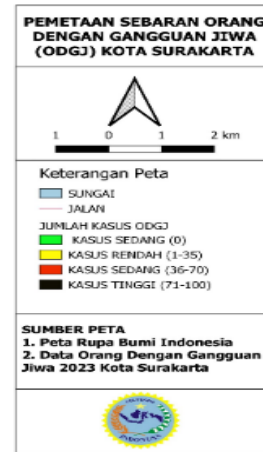 PEMETAAN SEBARAN ORANG
DENGAN GANGGUAN JIWA
(ODGJ) KOTA SURAKARTA
1 0 1 2 km
Keterangan Peta
SUNGAI
JALAN
JUMLAH KASUS ODGJ
KASUS SEDANG (0)
KASUS RENDAH (1-35)
KASUS SEDANG (36-70)
KASUS TINGGI (71-100)
SUMBER PETA
1. Peta Rupa Bumi Indonesia
2. Data Orang Dengan Gangguan
Jiwa 2023 Kota Surakarta